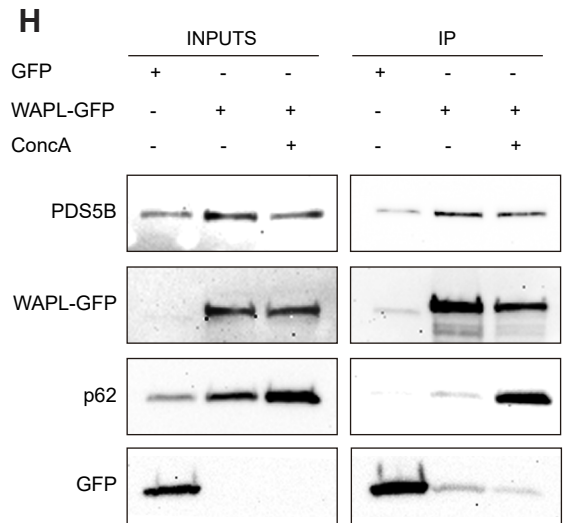 H
INPUTS IP
GFP + - - + - -
WAPL-GFP - + + - + +
ConcA - - + - - +
PDS5B
WAPL-GFP
p62
GFP